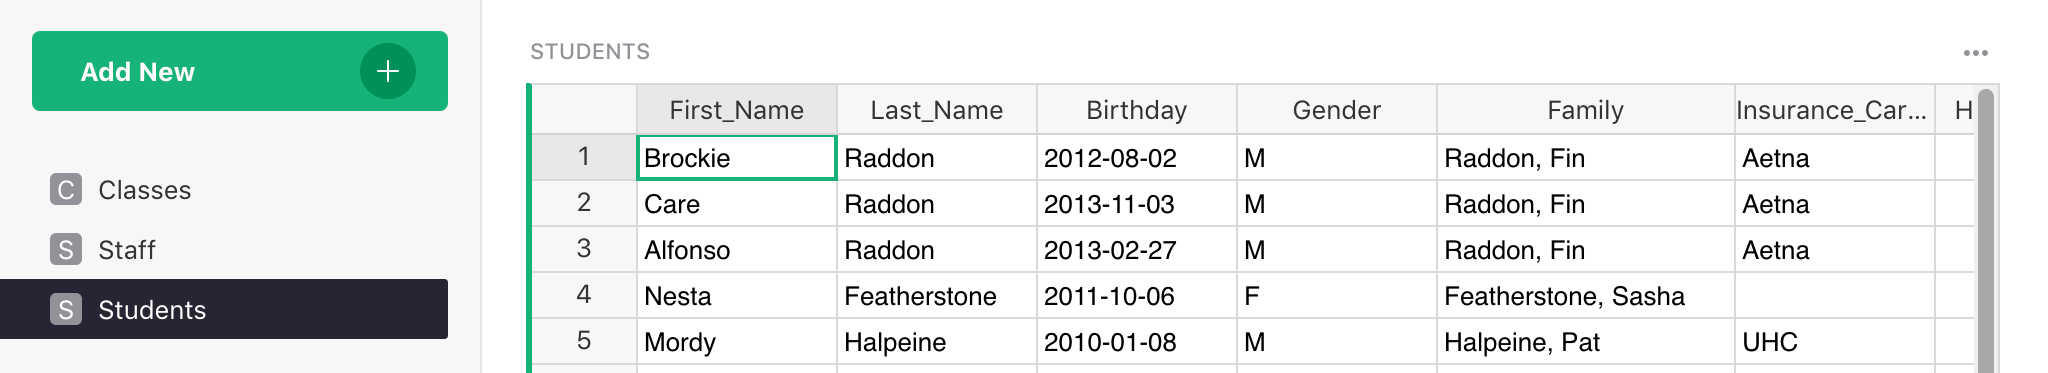 Add New +
C Classes
S Staff
S Students
STUDENTS ...
First_Name Last_Name Birthday Gender Family Insurance_Car... H
1 Brockie Raddon 2012-08-02 M Raddon, Fin Aetna
2 Care Raddon 2013-11-03 M Raddon, Fin Aetna
3 Alfonso Raddon 2013-02-27 M Raddon, Fin Aetna
4 Nesta Featherstone 2011-10-06 F Featherstone, Sasha
5 Mordy Halpeine 2010-01-08 M Halpeine, Pat UHC